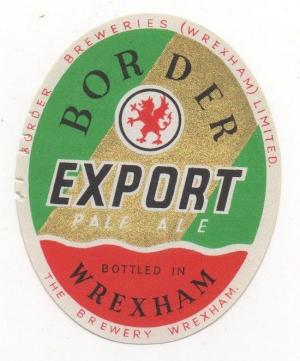 BORDER BREWERIES (WREXHAM) LIMITED.
BORDER
EXPORT
PALE ALE
BOTTLED IN
WREXHAM
THE BREWERY WREXHAM.